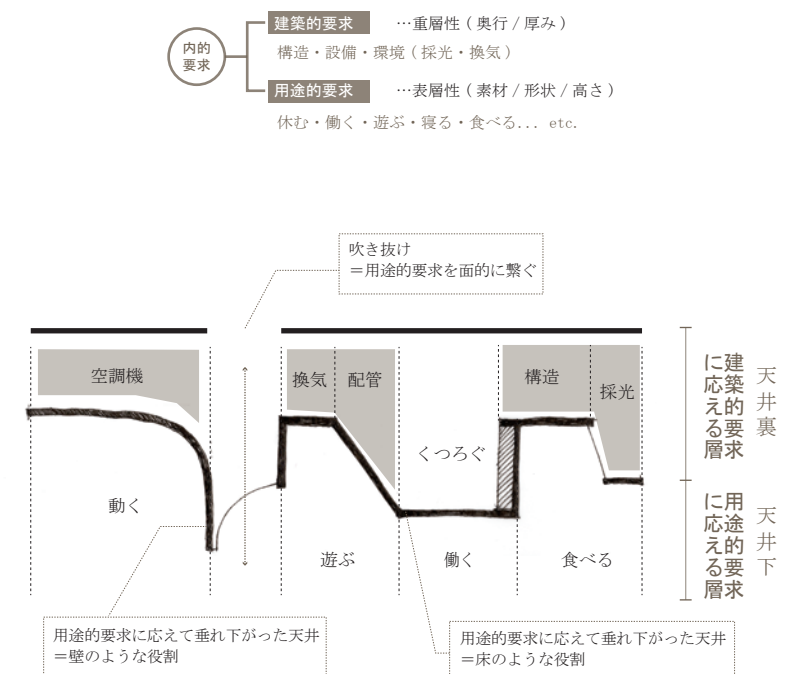 内的
要求
建築的要求 …重層性 ( 奥行 / 厚み )
構造・設備・環境 ( 採光・換気 )
用途的要求 …表層性 ( 素材 / 形状 / 高さ )
休む・働く・遊ぶ・寝る・食べる... etc.
吹き抜け
＝用途的要求を面的に繋ぐ
空調機
換気
配管
構造
採光
くつろぐ
動く
遊ぶ
働く
食べる
天井裏
建築的要求
に応える層
天井下
用途的要求
に応える層
用途的要求に応えて垂れ下がった天井
＝壁のような役割
用途的要求に応えて垂れ下がった天井
＝床のような役割